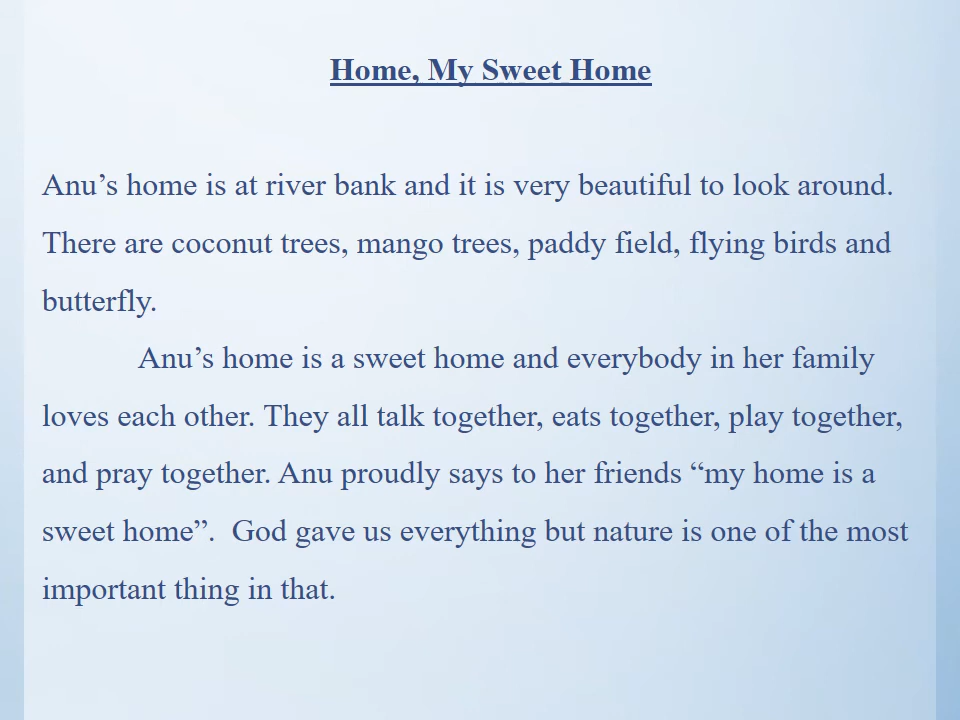 Home, My Sweet Home
Anu’s home is at river bank and it is very beautiful to look around.
There are coconut trees, mango trees, paddy field, flying birds and
butterfly.
Anu’s home is a sweet home and everybody in her family
loves each other. They all talk together, eats together, play together,
and pray together. Anu proudly says to her friends “my home is a
sweet home”.  God gave us everything but nature is one of the most
important thing in that.